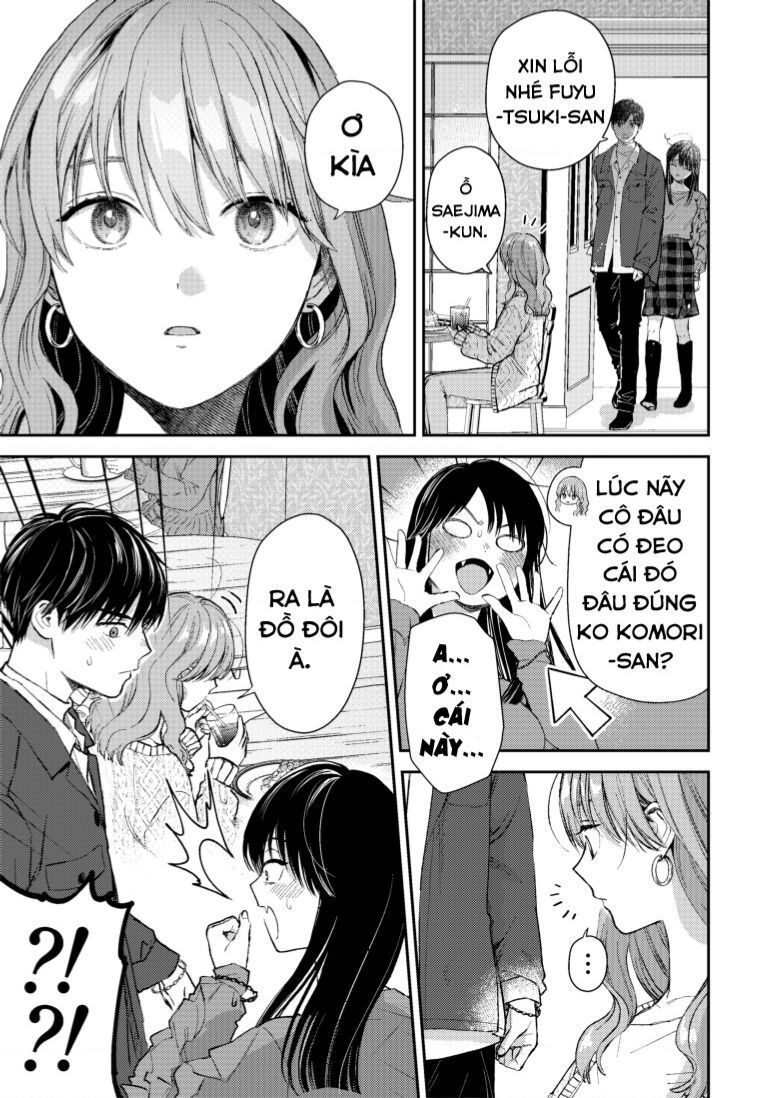 XIN LỖI
NHÉ FUYU
-TSUKI-SAN
Ồ
SAEJIMA
-KUN.
Ơ
KÌA
LÚC NÃY
CÔ ĐÂU
CÓ ĐEO
CÁI ĐÓ
ĐÂU ĐÚNG
KO KOMORI
-SAN?
A...
Ơ...
CÁI
NÀY...
RA LÀ
ĐỒ ĐÔI
À.
...
?!
?!